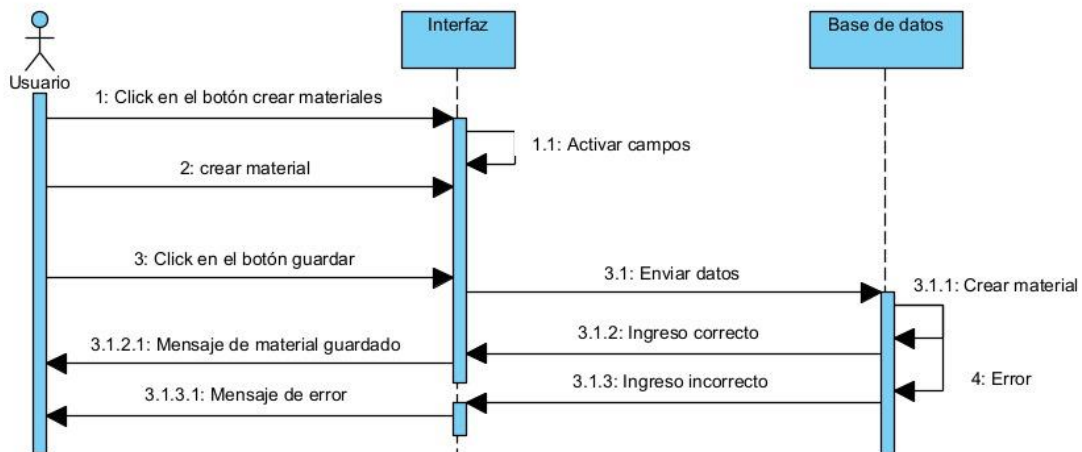 Interfaz
Base de datos
Usuario
1: Click en el botón crear materiales
1.1: Activar campos
2: crear material
3: Click en el botón guardar
3.1: Enviar datos
3.1.1: Crear material
3.1.2: Ingreso correcto
3.1.2.1: Mensaje de material guardado
4: Error
3.1.3: Ingreso incorrecto
3.1.3.1: Mensaje de error